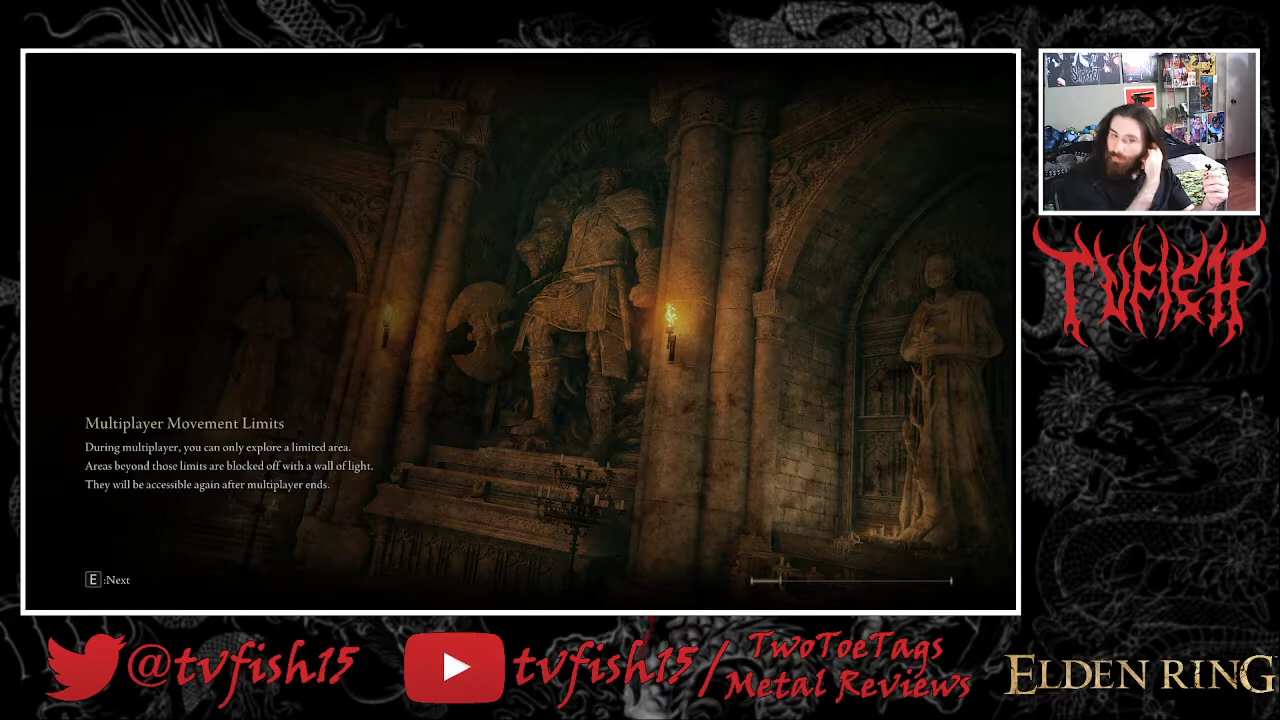 TVFISH
Multiplayer Movement Limits
During multiplayer, you can only explore a limited area.
Areas beyond those limits are blocked off with a wall of light.
They will be accessible again after multiplayer ends.
E :Next
@tvfish15
tvfish15 / TwoToeTags
Metal Reviews
ELDEN RING